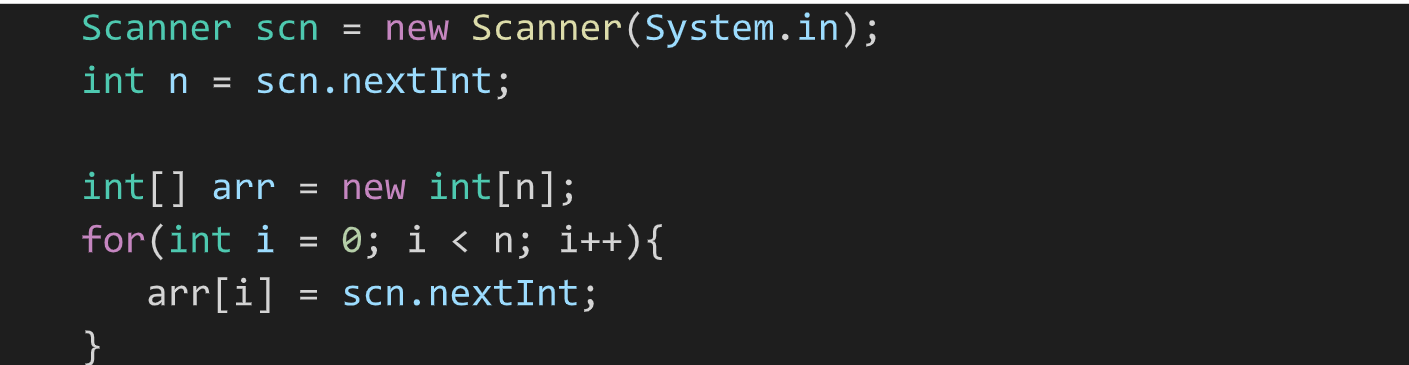 Scanner scn = new Scanner(System.in);
int n = scn.nextInt;
int[] arr = new int[n];
for(int i = 0; i < n; i++){
arr[i] = scn.nextInt;
}